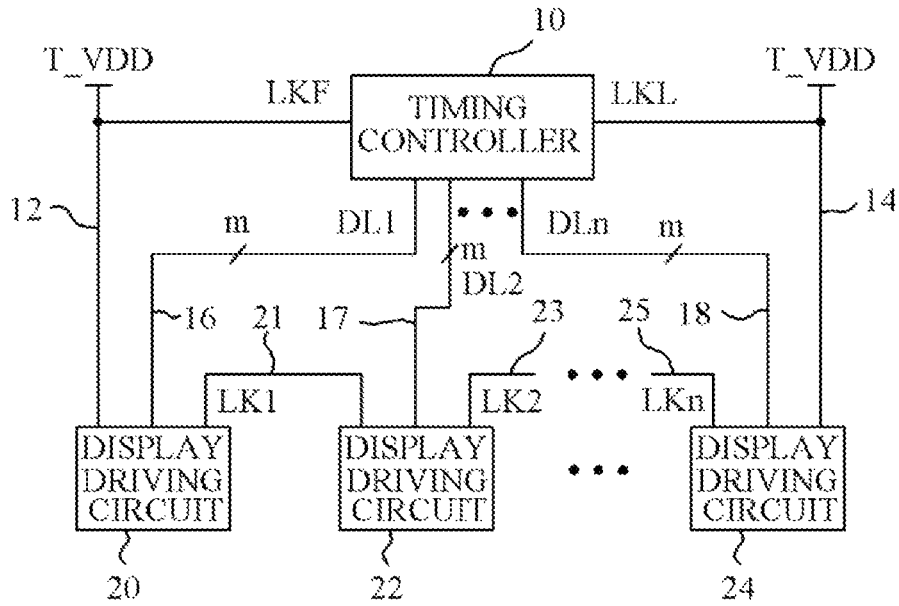 10
T_VDD
T_VDD
LKF
TIMING
CONTROLLER
LKL
12
14
m
DL1
m
DL2
DLn
m
16
21
17
23
25
18
LK1
LK2
LKn
DISPLAY
DRIVING
CIRCUIT
DISPLAY
DRIVING
CIRCUIT
DISPLAY
DRIVING
CIRCUIT
20
22
24